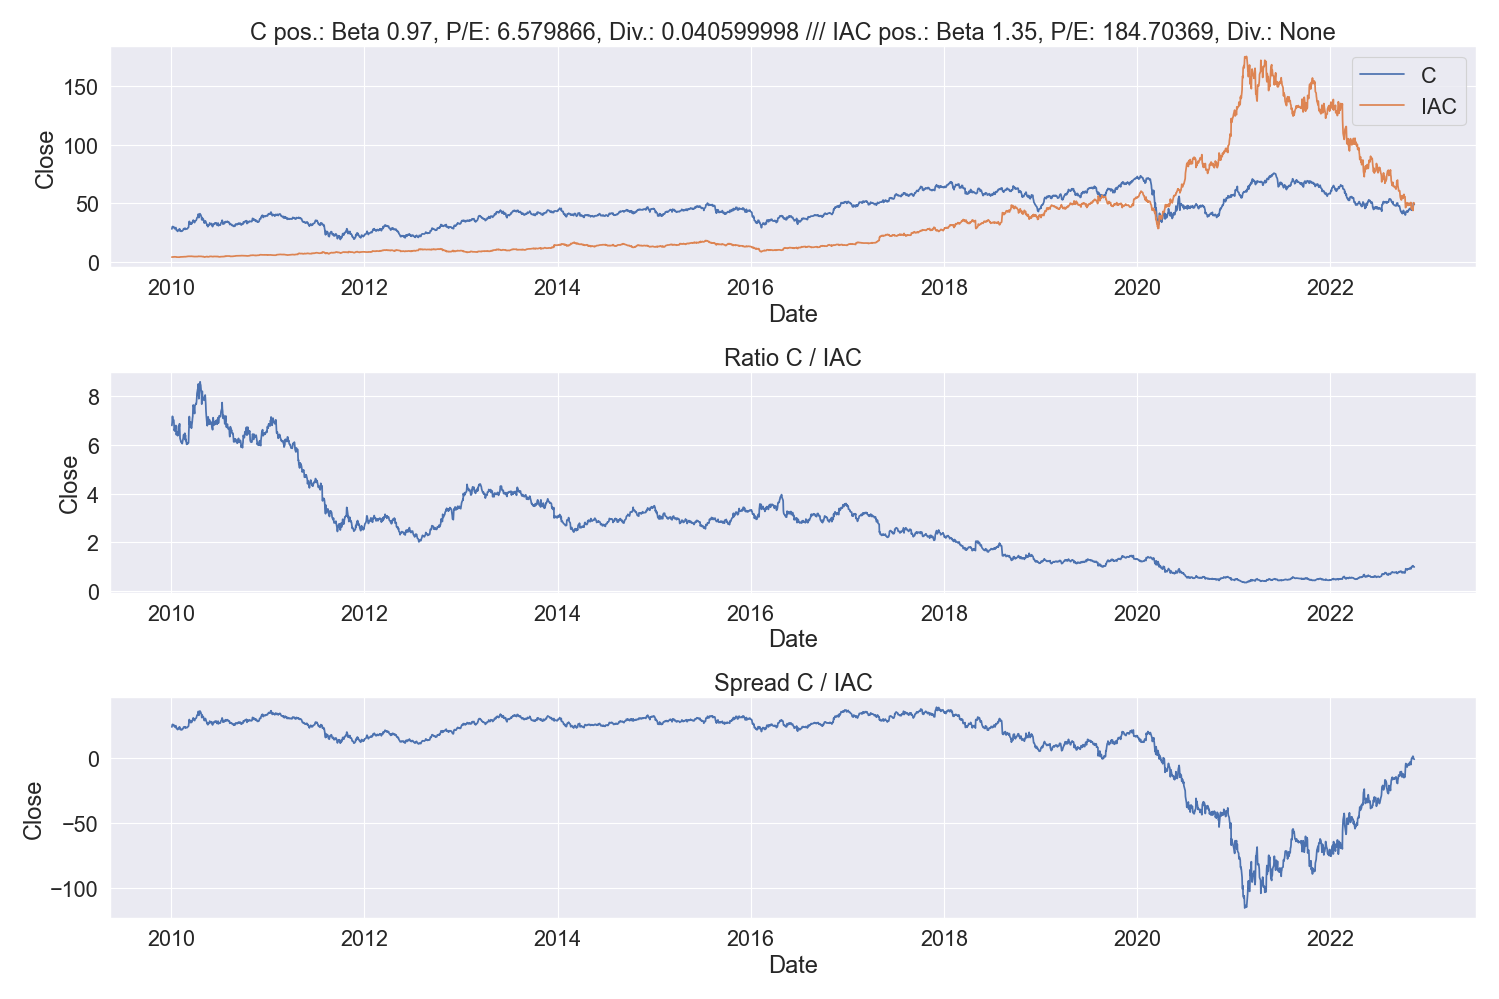 C pos.: Beta 0.97, P/E: 6.579866, Div.: 0.040599998 /// IAC pos.: Beta 1.35, P/E: 184.70369, Div.: None
C
IAC
Close
150
100
50
0
2010 2012 2014 2016 2018 2020 2022
Date
Ratio C / IAC
Close
8
6
4
2
0
2010 2012 2014 2016 2018 2020 2022
Date
Spread C / IAC
Close
0
−50
−100
2010 2012 2014 2016 2018 2020 2022
Date